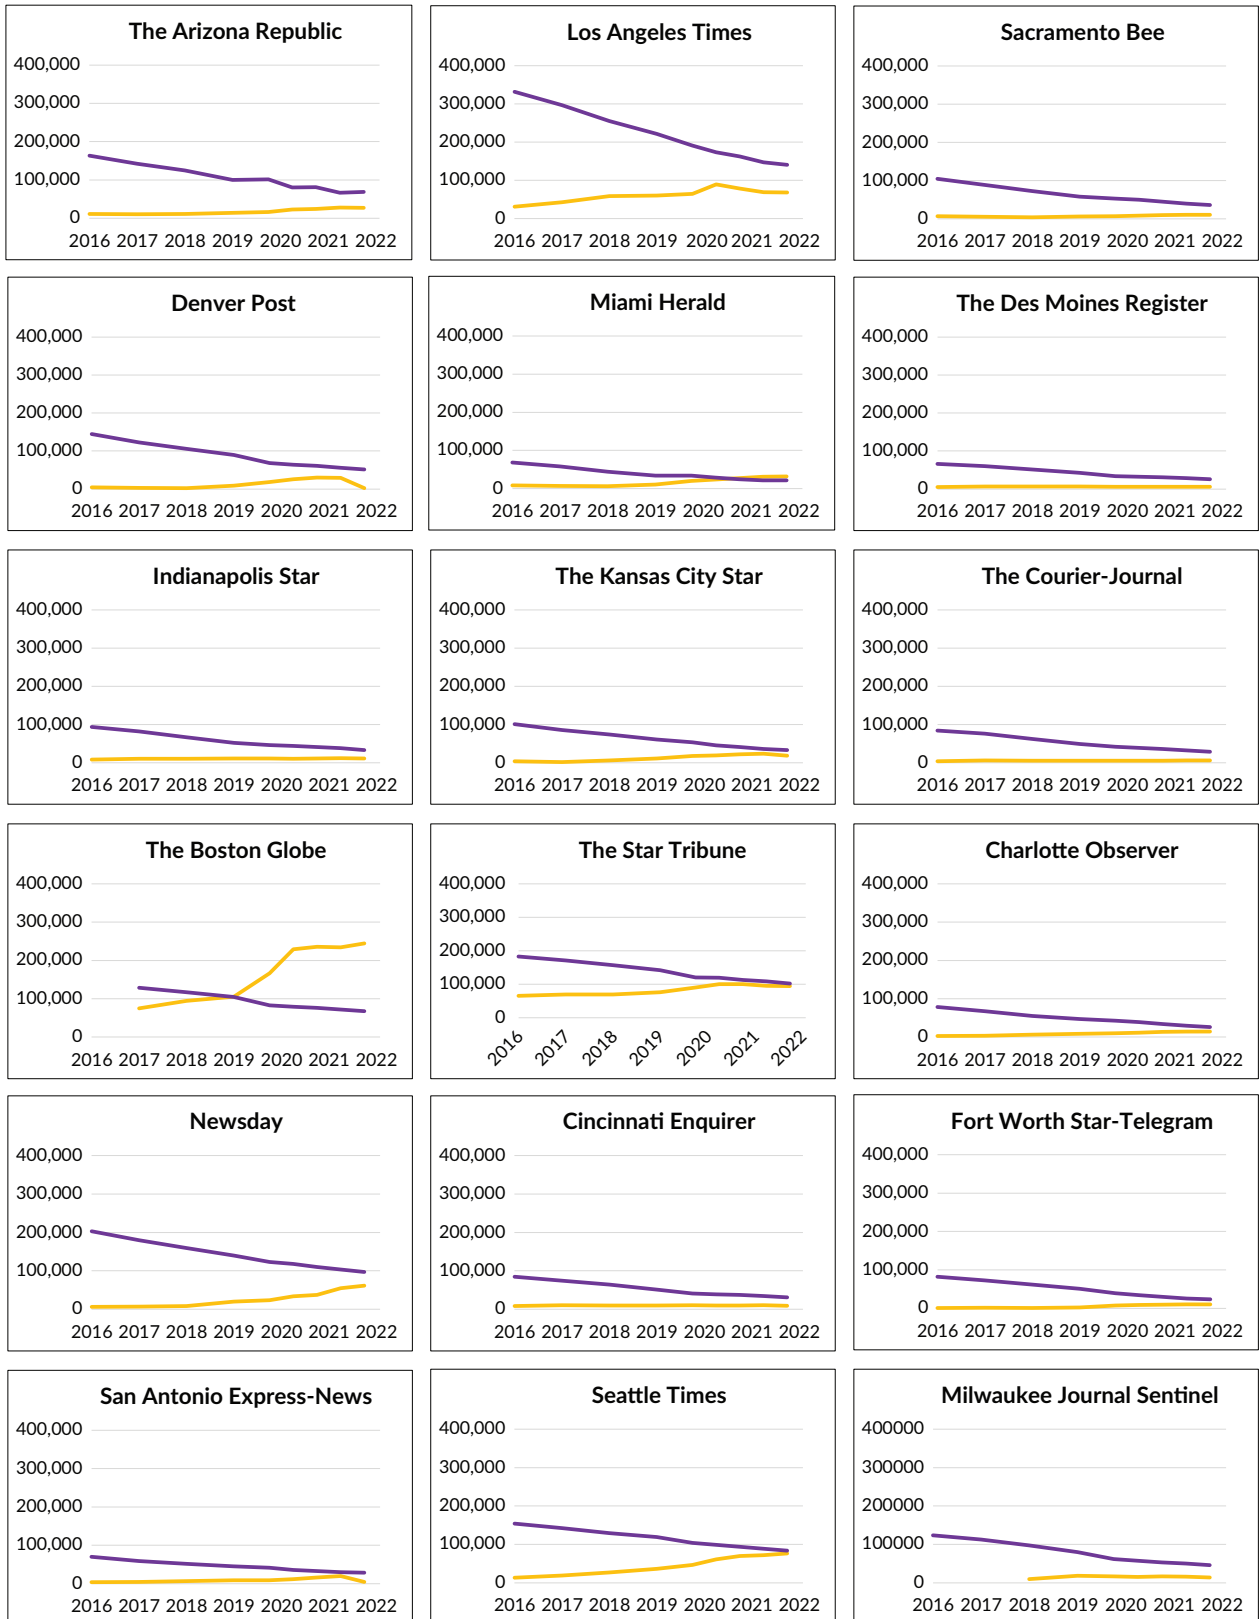 The Arizona Republic
400,000
300,000
200,000
100,000
0
2016 2017 2018 2019 2020 2021 2022
Los Angeles Times
400,000
300,000
200,000
100,000
0
2016 2017 2018 2019 2020 2021 2022
Sacramento Bee
400,000
300,000
200,000
100,000
0
2016 2017 2018 2019 2020 2021 2022
Denver Post
400,000
300,000
200,000
100,000
0
2016 2017 2018 2019 2020 2021 2022
Miami Herald
400,000
300,000
200,000
100,000
0
2016 2017 2018 2019 2020 2021 2022
The Des Moines Register
400,000
300,000
200,000
100,000
0
2016 2017 2018 2019 2020 2021 2022
Indianapolis Star
400,000
300,000
200,000
100,000
0
2016 2017 2018 2019 2020 2021 2022
The Kansas City Star
400,000
300,000
200,000
100,000
0
2016 2017 2018 2019 2020 2021 2022
The Courier-Journal
400,000
300,000
200,000
100,000
0
2016 2017 2018 2019 2020 2021 2022
The Boston Globe
400,000
300,000
200,000
100,000
0
2016 2017 2018 2019 2020 2021 2022
The Star Tribune
400,000
300,000
200,000
100,000
0
2016 2017 2018 2019 2020 2021 2022
Charlotte Observer
400,000
300,000
200,000
100,000
0
2016 2017 2018 2019 2020 2021 2022
Newsday
400,000
300,000
200,000
100,000
0
2016 2017 2018 2019 2020 2021 2022
Cincinnati Enquirer
400,000
300,000
200,000
100,000
0
2016 2017 2018 2019 2020 2021 2022
Fort Worth Star-Telegram
400,000
300,000
200,000
100,000
0
2016 2017 2018 2019 2020 2021 2022
San Antonio Express-News
400,000
300,000
200,000
100,000
0
2016 2017 2018 2019 2020 2021 2022
Seattle Times
400,000
300,000
200,000
100,000
0
2016 2017 2018 2019 2020 2021 2022
Milwaukee Journal Sentinel
400000
300000
200000
100000
0
2016 2017 2018 2019 2020 2021 2022